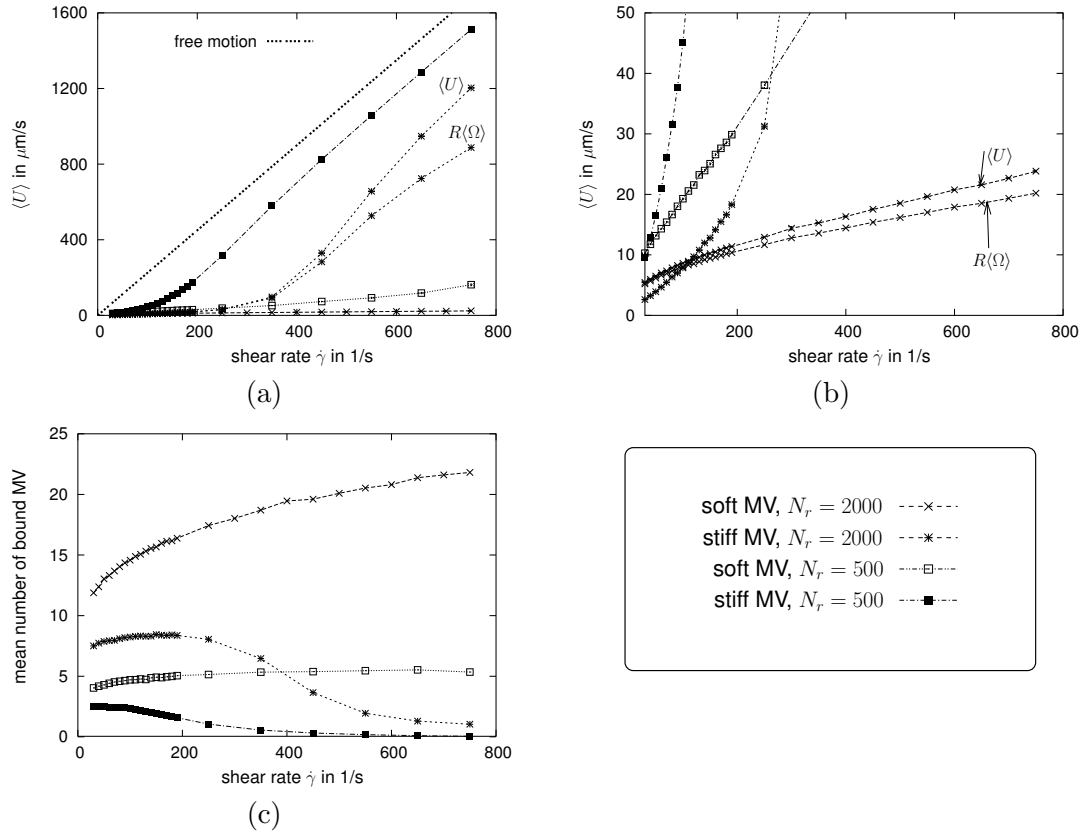 1600
1200
800
400
0
⟨U⟩ in μm/s
free motion
⟨U⟩
R⟨Ω⟩
0 200 400 600 800
shear rate γ̇ in 1/s
(a)
50
40
30
20
10
0
⟨U⟩ in μm/s
⟨U⟩
R⟨Ω⟩
200 400 600 800
shear rate γ̇ in 1/s
(b)
25
20
15
10
5
0
mean number of bound MV
0 200 400 600 800
shear rate γ̇ in 1/s
(c)
soft MV, N_r = 2000
stiff MV, N_r = 2000
soft MV, N_r = 500
stiff MV, N_r = 500